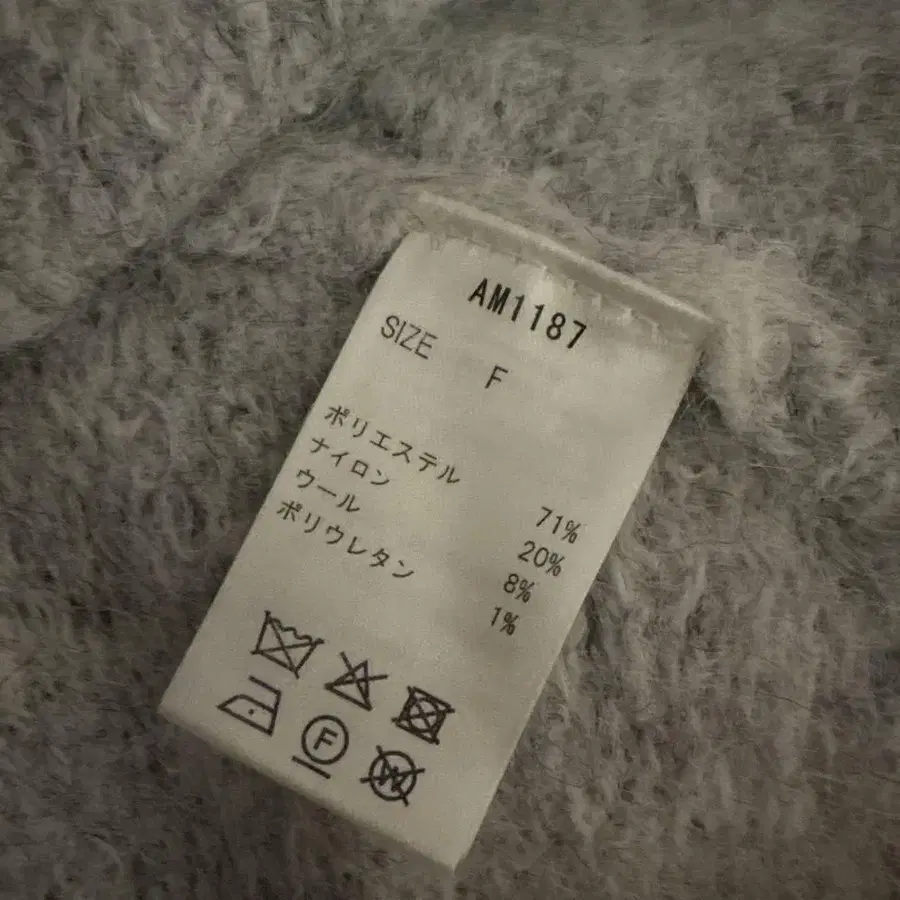 AM1187
SIZE
F
ポリエステル 71%
ナイロン 20%
ウール 8%
ポリウレタン 1%
F
W